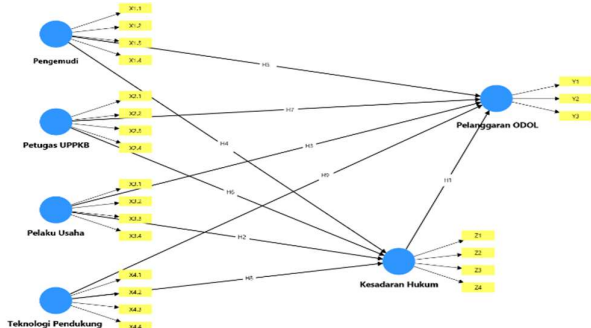 X1.1
X1.2
X1.3
X1.4
Pengemudi
H5
X2.1
X2.2
X2.3
X2.4
Petugas UPPKB
H7
Y1
Y2
Y3
Pelanggaran ODOL
H4
H3
H9
H1
X3.1
X3.2
X3.3
X3.4
Pelaku Usaha
H6
H2
Z1
Z2
Z3
Z4
Kesadaran Hukum
X4.1
X4.2
X4.3
X4.4
Teknologi Pendukung
H8